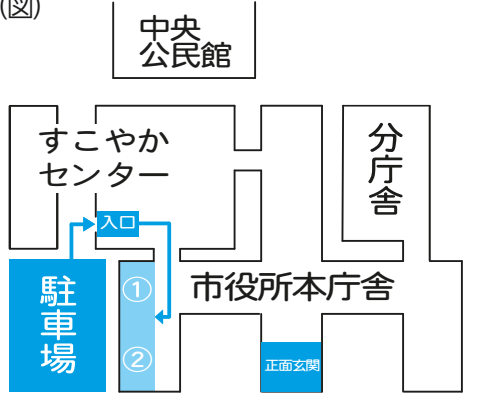 (図)
中央
公民館
すこやか
センター
分庁舎
入口
駐車場
①
市役所本庁舎
②
正面玄関